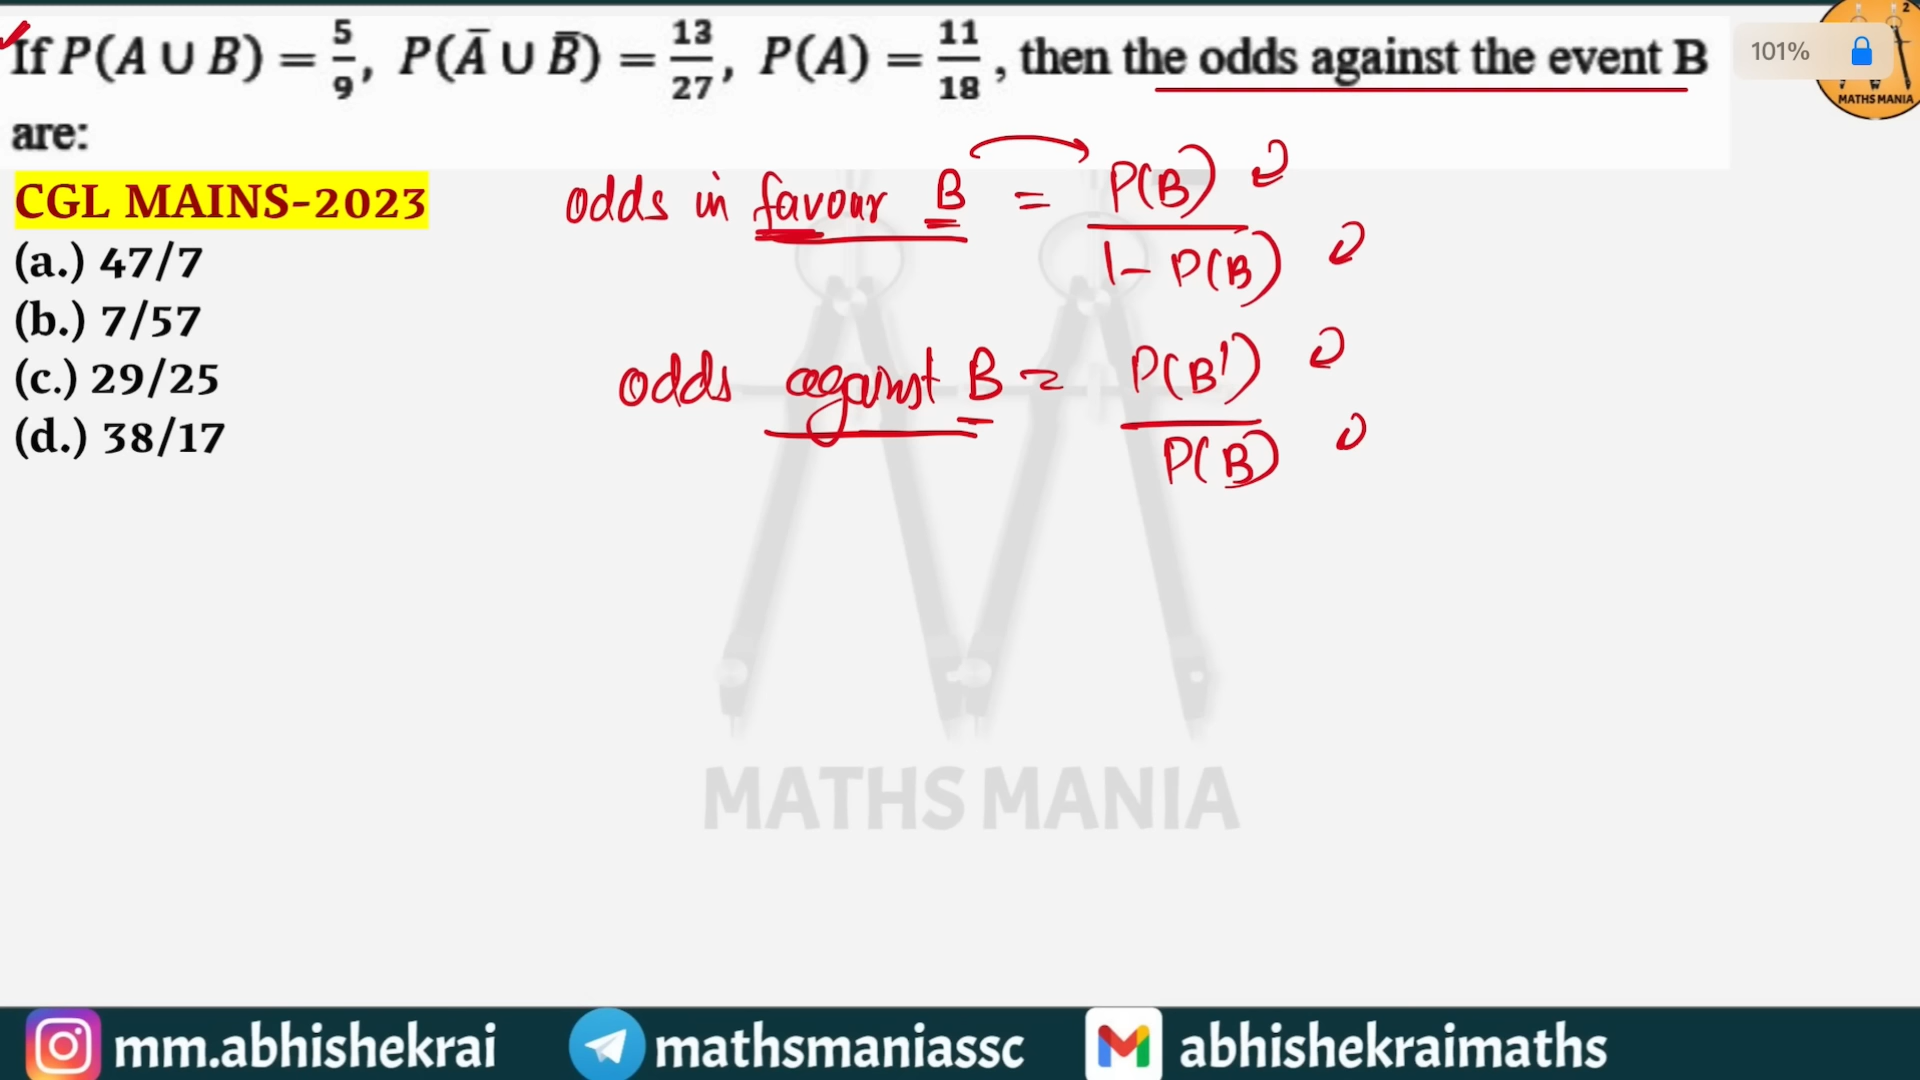 If P(A ∪ B) = 5/9, P(Ā ∪ B̄) = 13/27, P(A) = 11/18, then the odds against the event B
are:
101%
MATHS MANIA
CGL MAINS-2023
(a.) 47/7
(b.) 7/57
(c.) 29/25
(d.) 38/17
odds in favour B = P(B) / 1 - P(B)
odds against B = P(B') / P(B)
MATHS MANIA
mm.abhishekrai
mathsmaniassc
abhishekraimaths